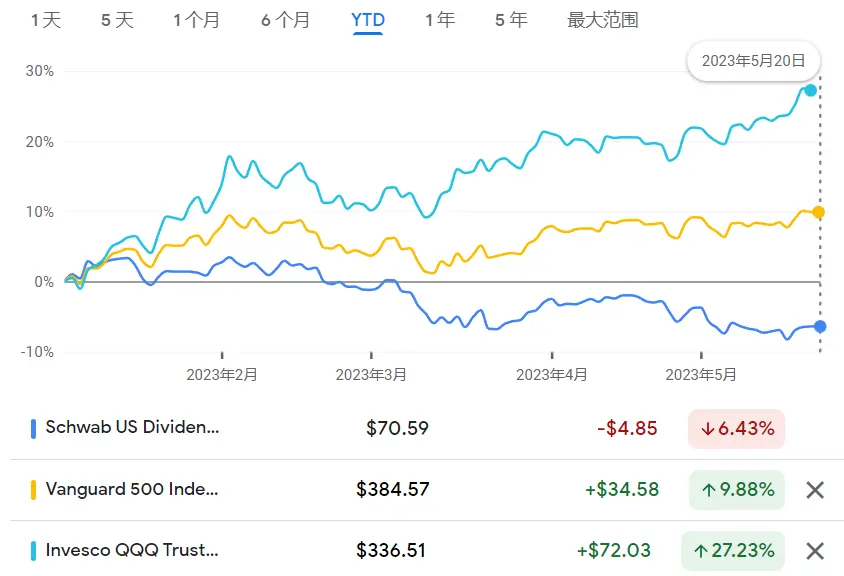 1天 5天 1个月 6个月 YTD 1年 5年 最大范围
2023年5月20日
30%
20%
10%
0%
-10%
2023年2月 2023年3月 2023年4月 2023年5月
Schwab US Dividen... $70.59 -$4.85 ↓6.43%
Vanguard 500 Inde... $384.57 +$34.58 ↑9.88%
Invesco QQQ Trust... $336.51 +$72.03 ↑27.23%